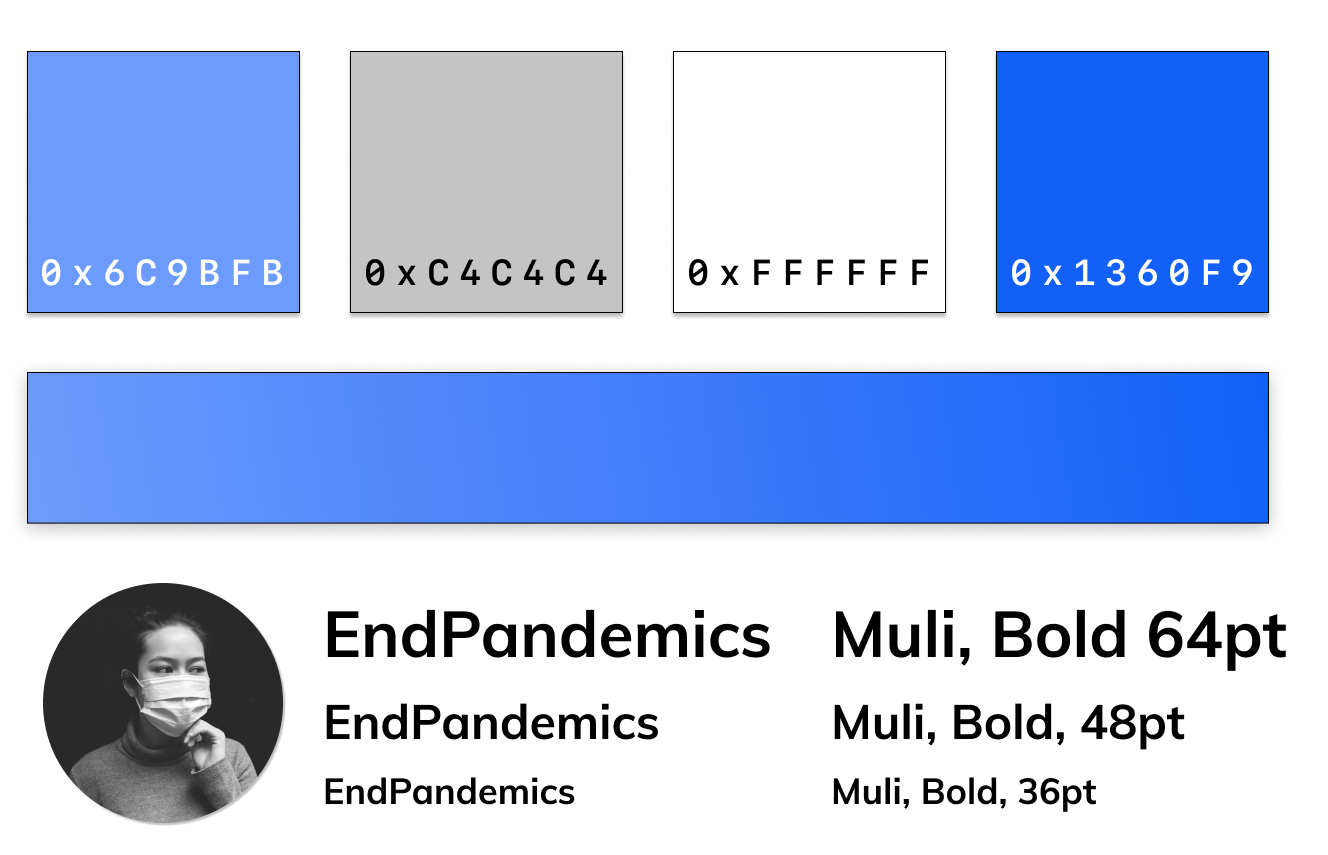 0x6C9BFB
0xC4C4C4
0xFFFFFF
0x1360F9
EndPandemics
Muli, Bold 64pt
EndPandemics
Muli, Bold, 48pt
EndPandemics
Muli, Bold, 36pt